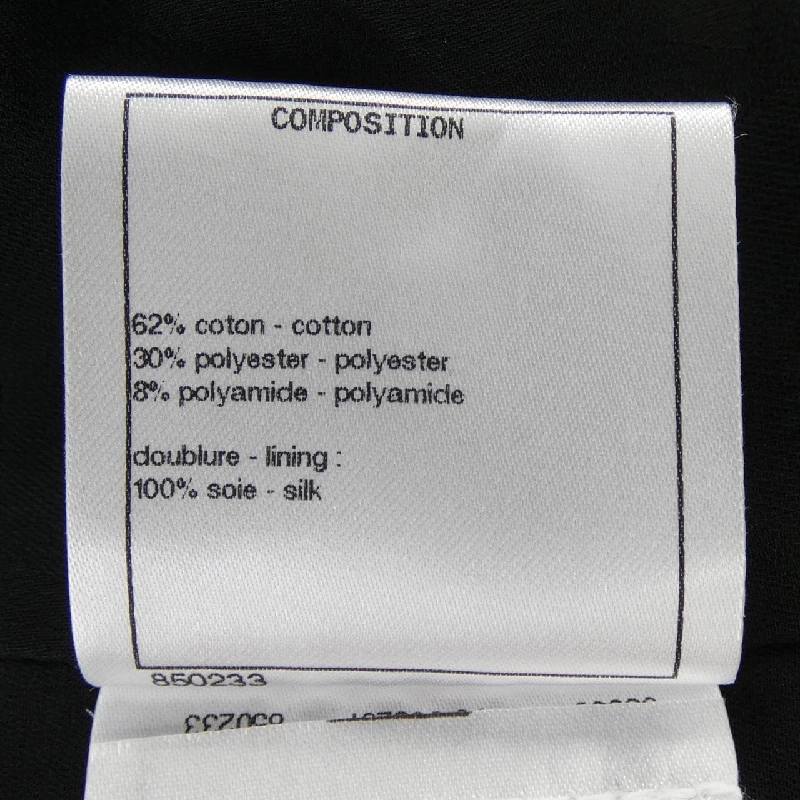 COMPOSITION
62% coton - cotton
30% polyester - polyester
8% polyamide - polyamide
doublure - lining :
100% soie - silk
850233